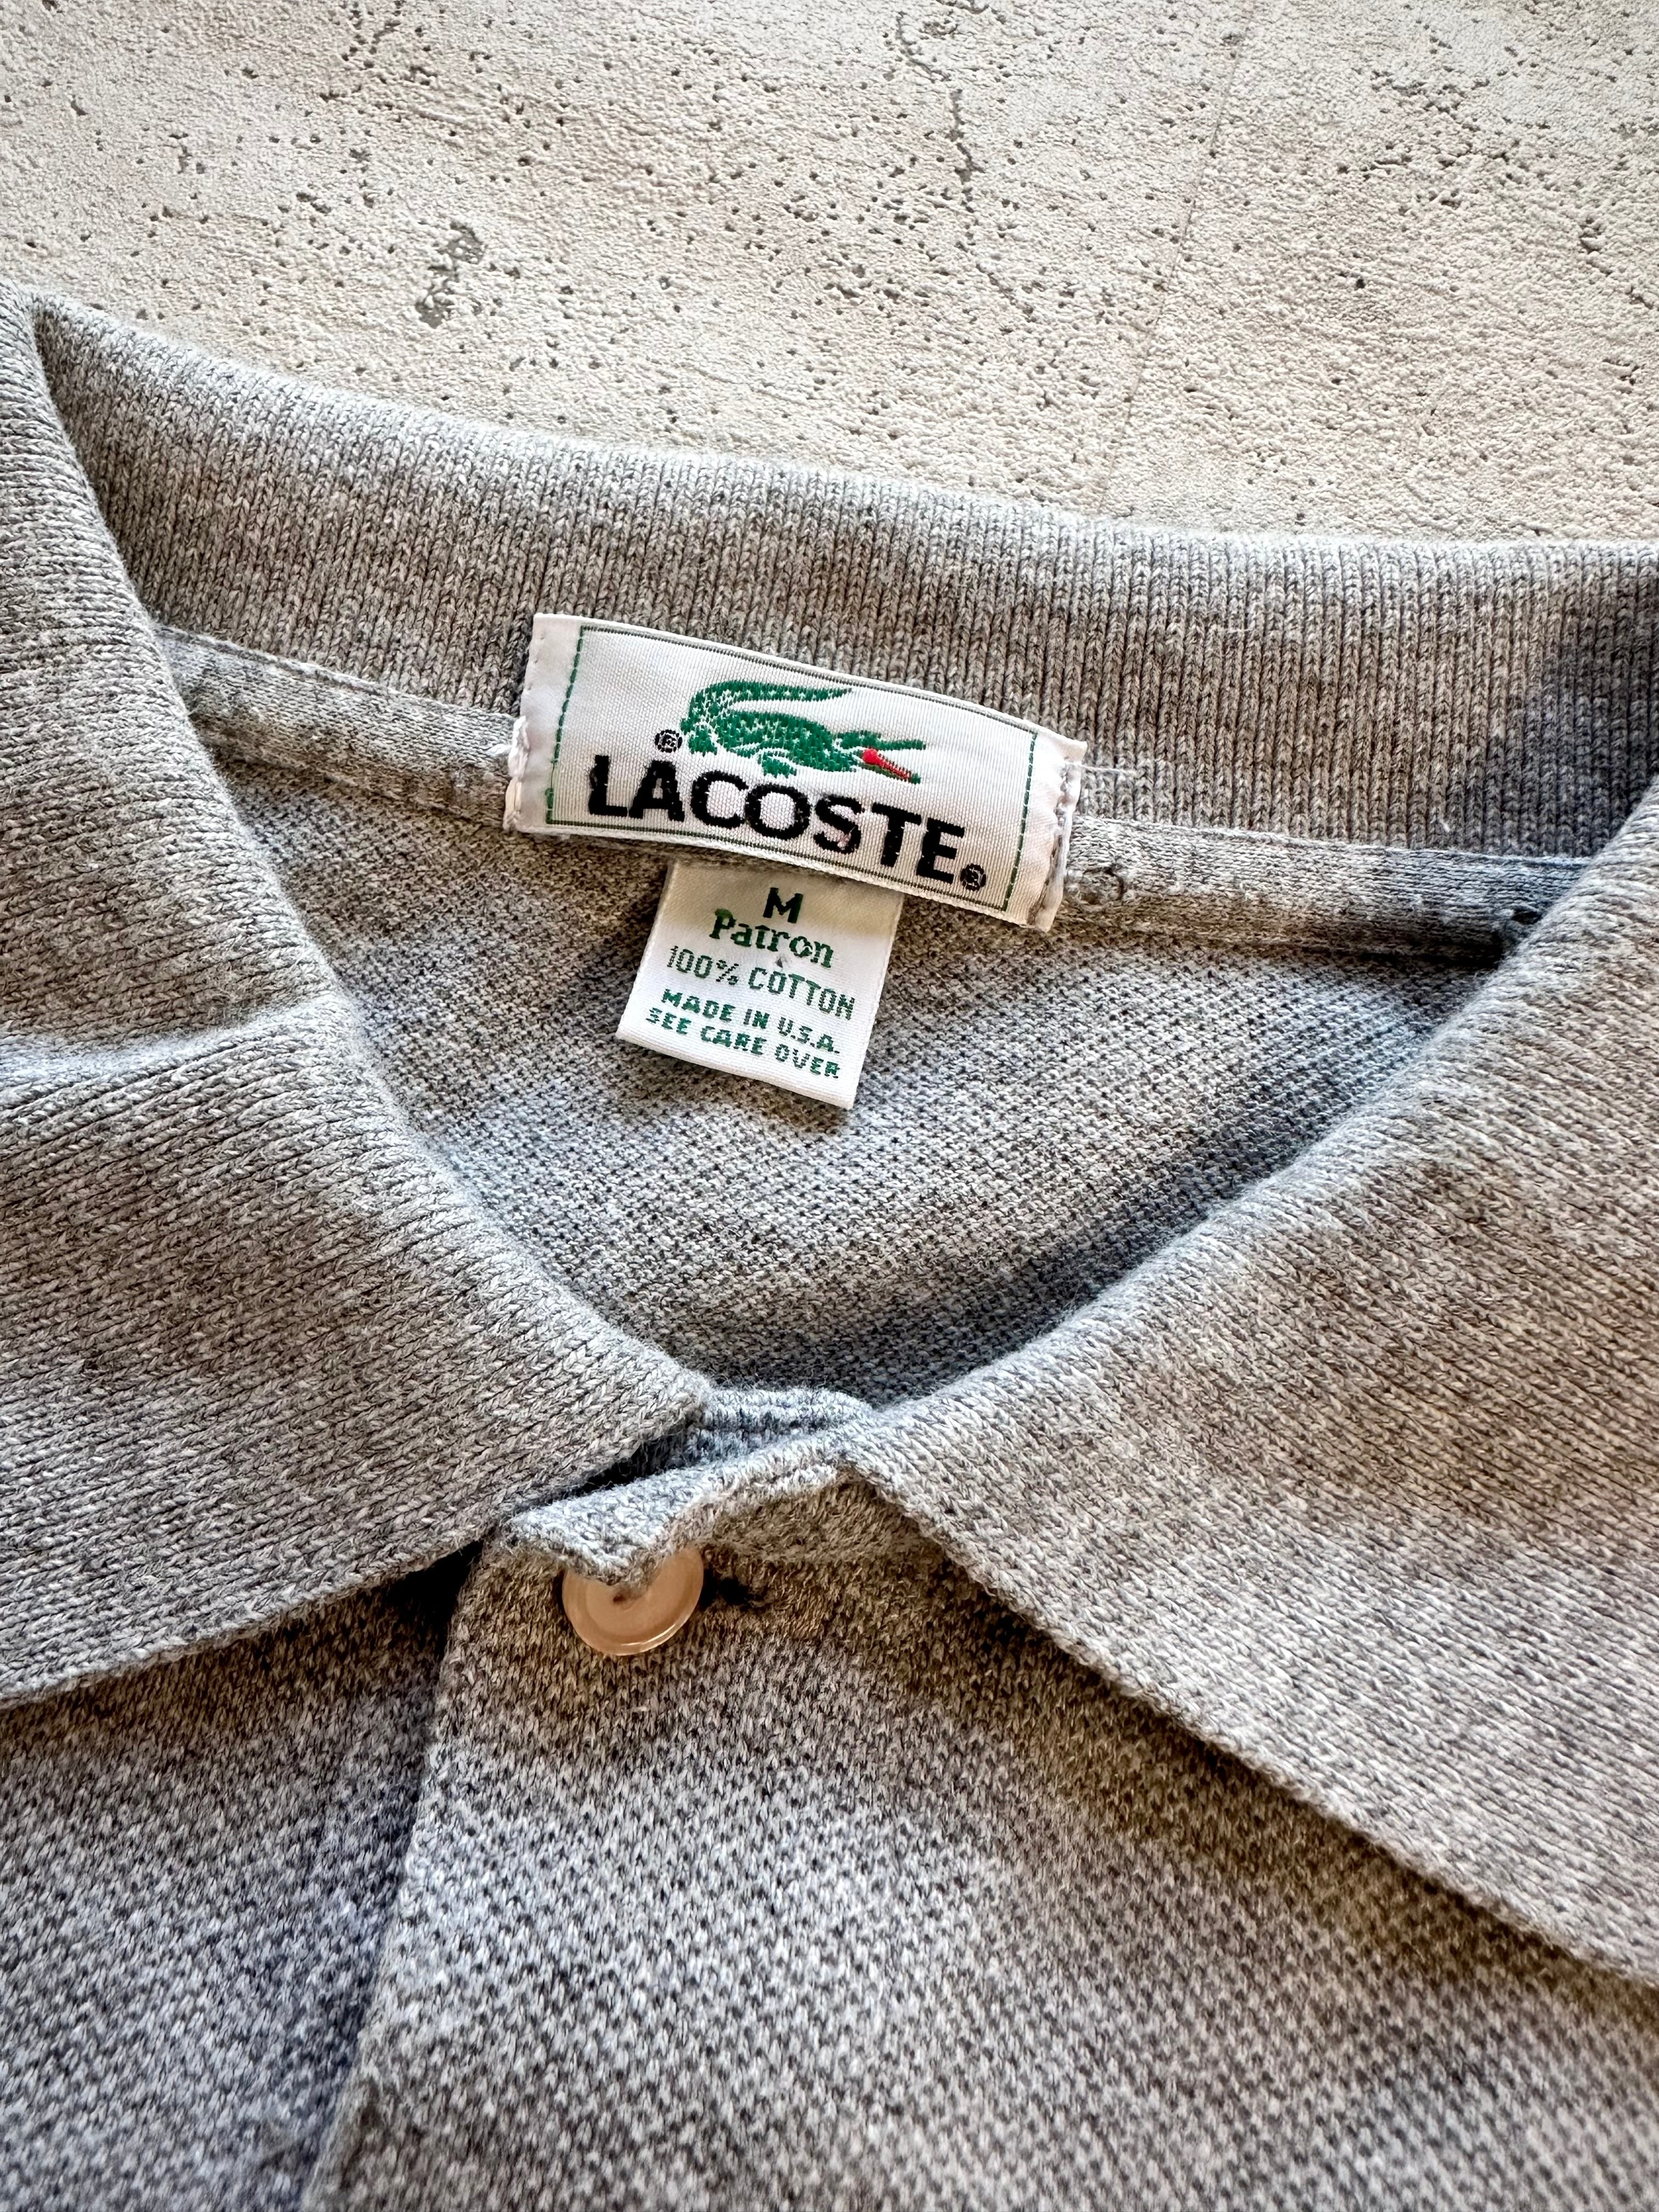 ®
LACOSTE®
M
Patron
100% COTTON
MADE IN U.S.A.
SEE CARE OVER